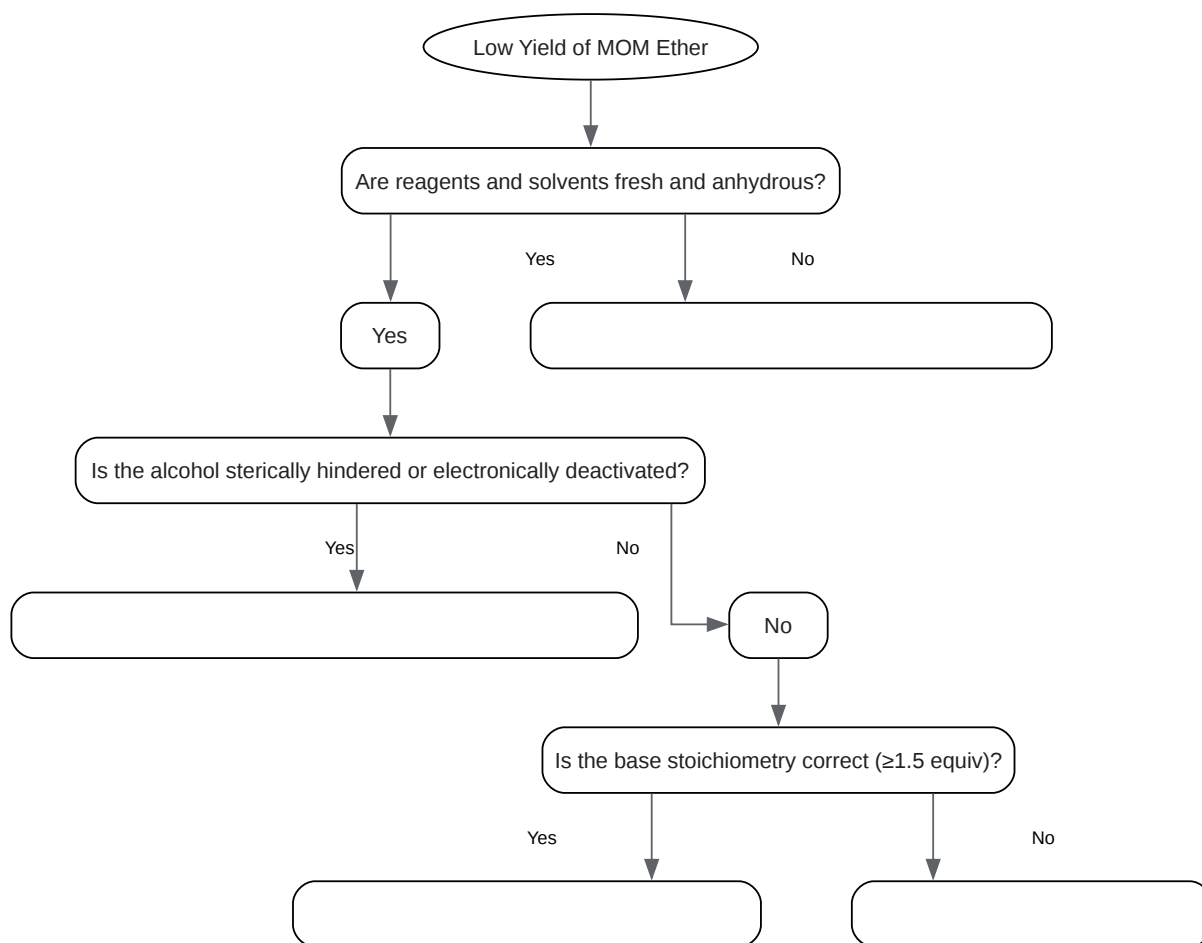 Low Yield of MOM Ether
Are reagents and solvents fresh and anhydrous?
Yes
No
Yes
Is the alcohol sterically hindered or electronically deactivated?
Yes
No
No
Is the base stoichiometry correct (≥1.5 equiv)?
Yes
No